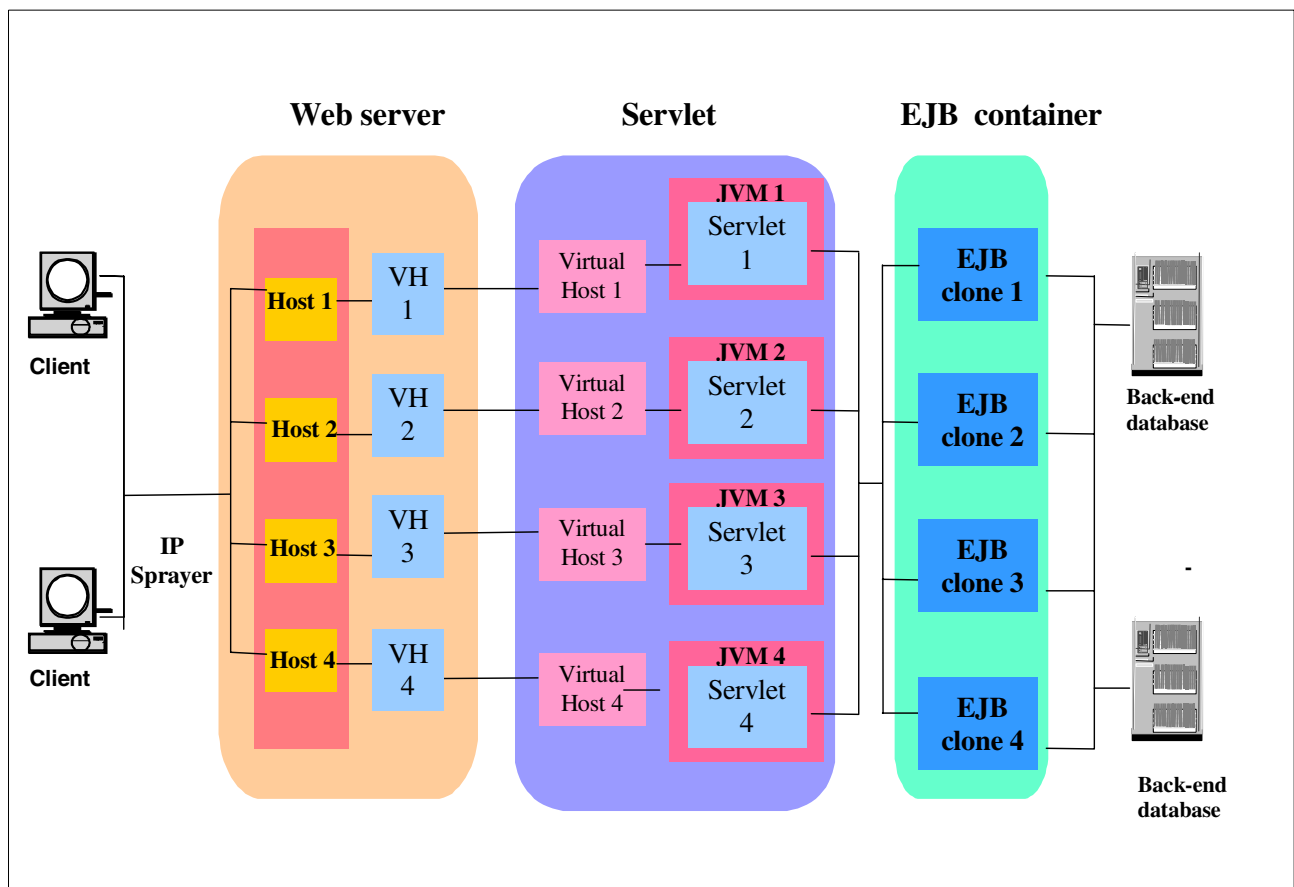 Web server
Servlet
EJB container
Client
Client
IP
Sprayer
Host 1
Host 2
Host 3
Host 4
VH
1
VH
2
VH
3
VH
4
Virtual
Host 1
Virtual
Host 2
Virtual
Host 3
Virtual
Host 4
JVM 1
Servlet
1
JVM 2
Servlet
2
JVM 3
Servlet
3
JVM 4
Servlet
4
EJB
clone 1
EJB
clone 2
EJB
clone 3
EJB
clone 4
Back-end
database
-
Back-end
database